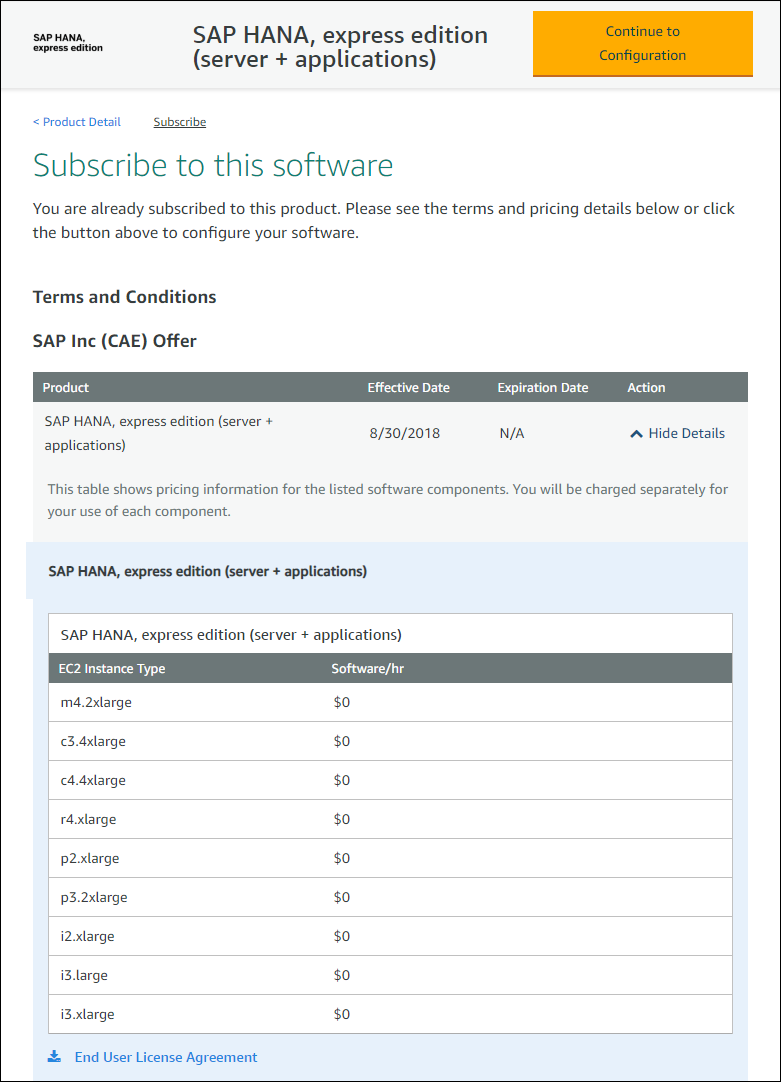 SAP HANA,
express edition
SAP HANA, express edition
(server + applications)
Continue to
Configuration
< Product Detail
Subscribe
Subscribe to this software
You are already subscribed to this product. Please see the terms and pricing details below or click
the button above to configure your software.
Terms and Conditions
SAP Inc (CAE) Offer
Product Effective Date Expiration Date Action
SAP HANA, express edition (server +
applications)
8/30/2018 N/A Hide Details
This table shows pricing information for the listed software components. You will be charged separately for
your use of each component.
SAP HANA, express edition (server + applications)
SAP HANA, express edition (server + applications)
EC2 Instance Type Software/hr
m4.2xlarge $0
c3.4xlarge $0
c4.4xlarge $0
r4.xlarge $0
p2.xlarge $0
p3.2xlarge $0
i2.xlarge $0
i3.large $0
i3.xlarge $0
End User License Agreement